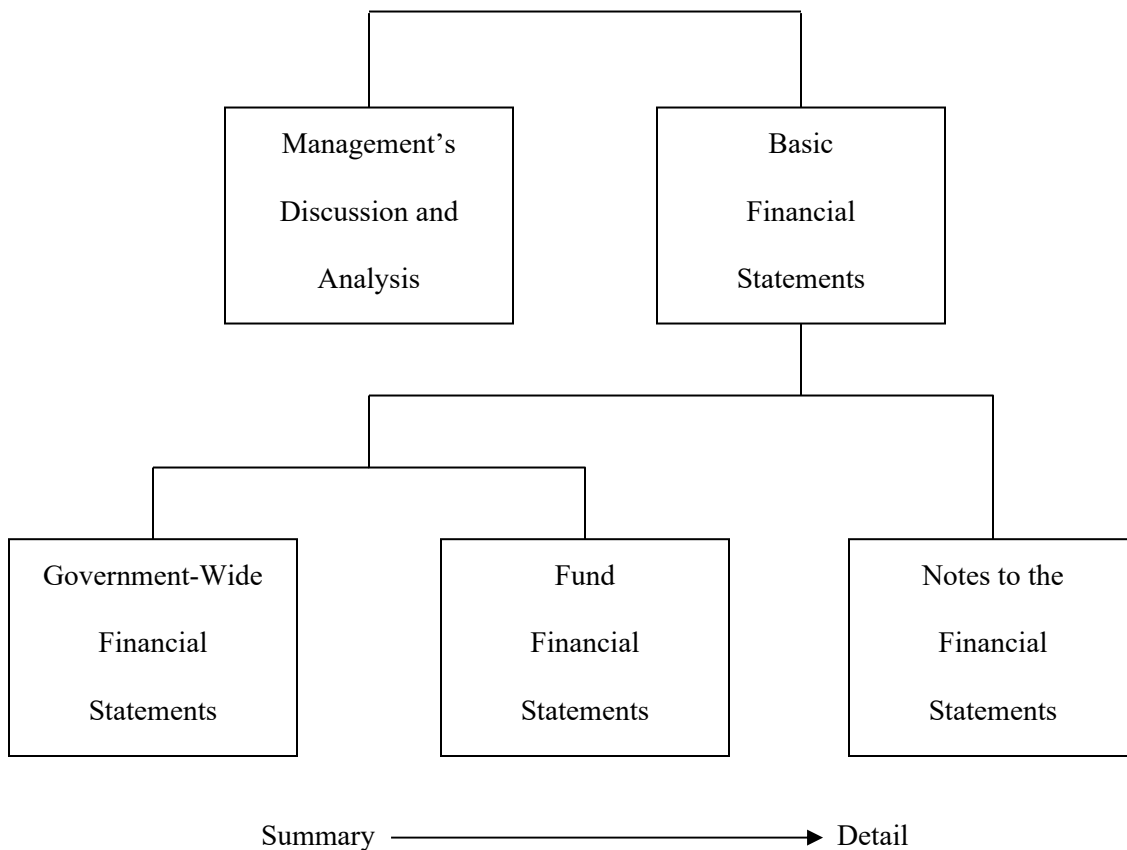 Management’s
Discussion and
Analysis
Basic
Financial
Statements
Government-Wide
Financial
Statements
Fund
Financial
Statements
Notes to the
Financial
Statements
Summary
Detail